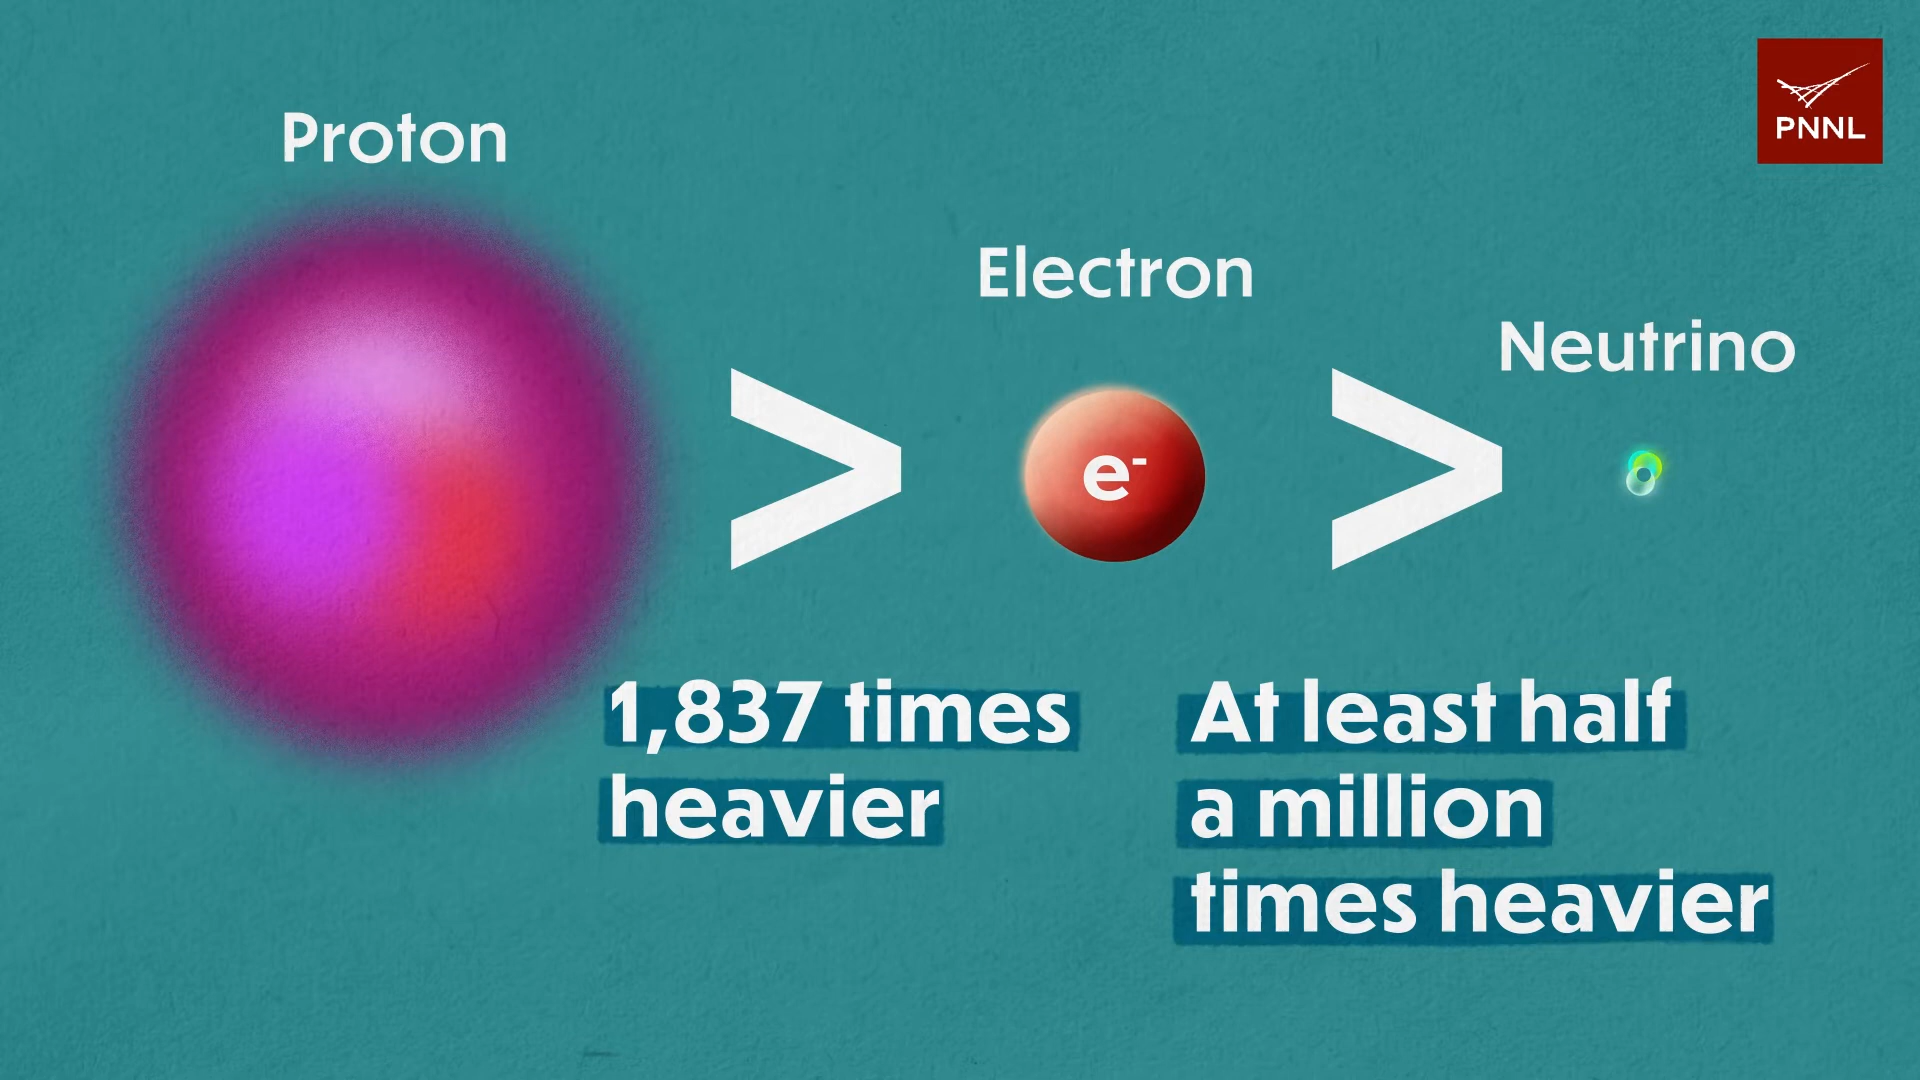 PNNL
Proton
Electron
Neutrino
>
e-
>
1,837 times
heavier
At least half
a million
times heavier